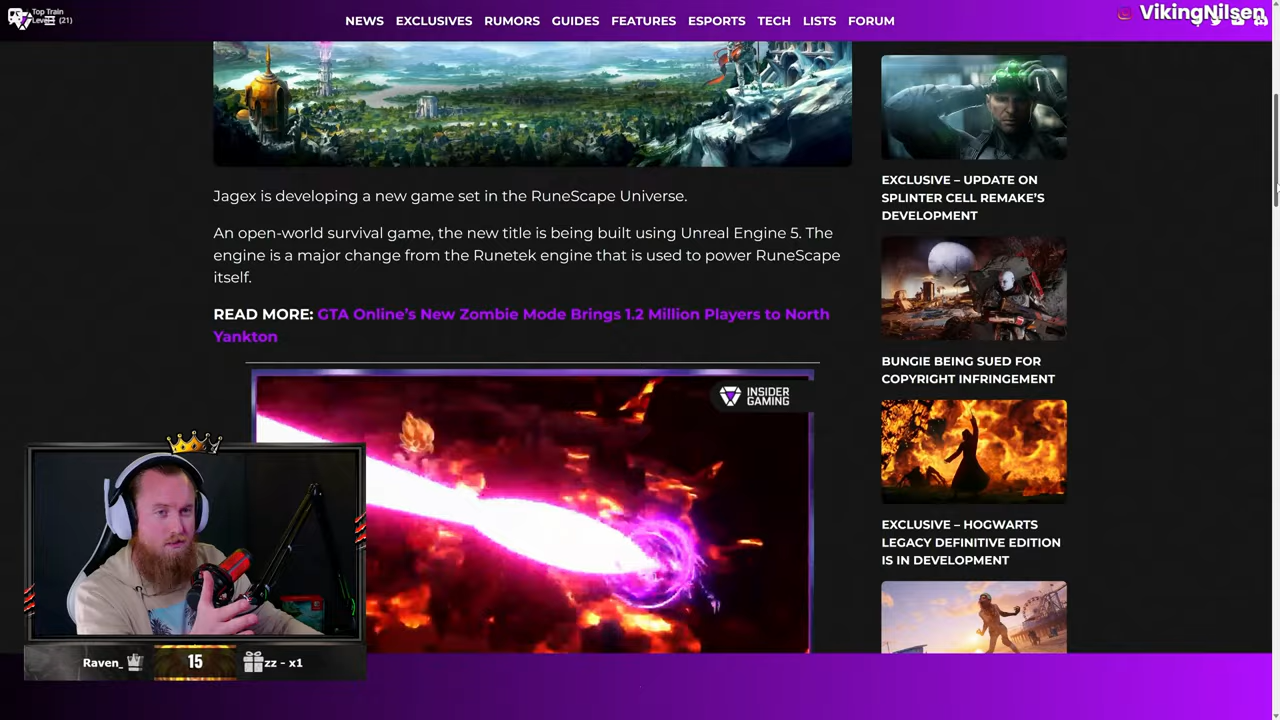 Top Train
Level 1 (21)
NEWS EXCLUSIVES RUMORS GUIDES FEATURES ESPORTS TECH LISTS FORUM
VikingNilsen
Jagex is developing a new game set in the RuneScape Universe.
An open-world survival game, the new title is being built using Unreal Engine 5. The
engine is a major change from the Runetek engine that is used to power RuneScape
itself.
READ MORE: GTA Online's New Zombie Mode Brings 1.2 Million Players to North
Yankton
INSIDER
GAMING
EXCLUSIVE – UPDATE ON
SPLINTER CELL REMAKE'S
DEVELOPMENT
BUNGIE BEING SUED FOR
COPYRIGHT INFRINGEMENT
EXCLUSIVE – HOGWARTS
LEGACY DEFINITIVE EDITION
IS IN DEVELOPMENT
Raven_ 15 zz - x1